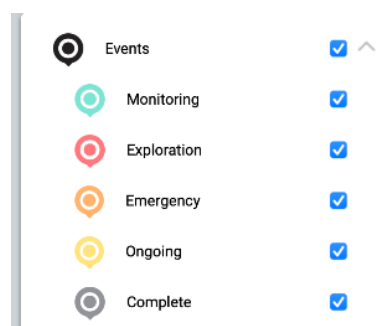 Events
Monitoring
Exploration
Emergency
Ongoing
Complete